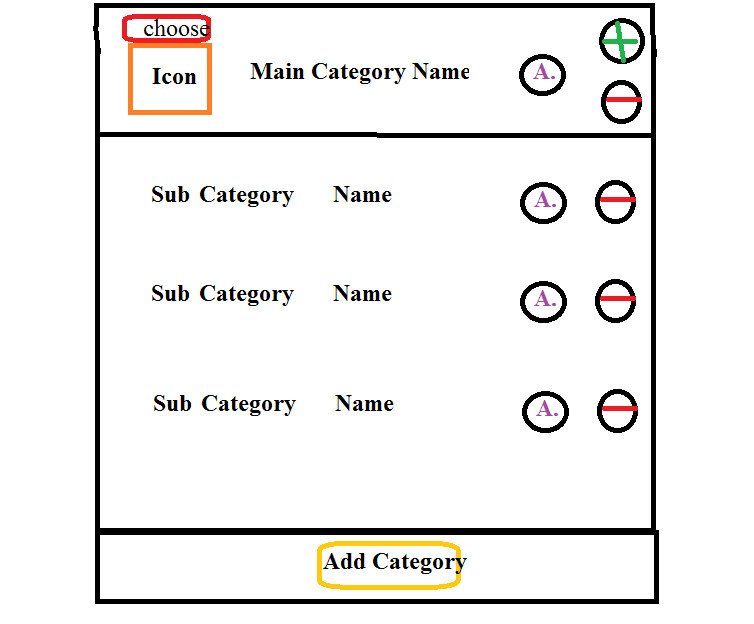 choose
Icon Main Category Name A.
Sub Category Name A.
Sub Category Name A.
Sub Category Name A.
Add Category